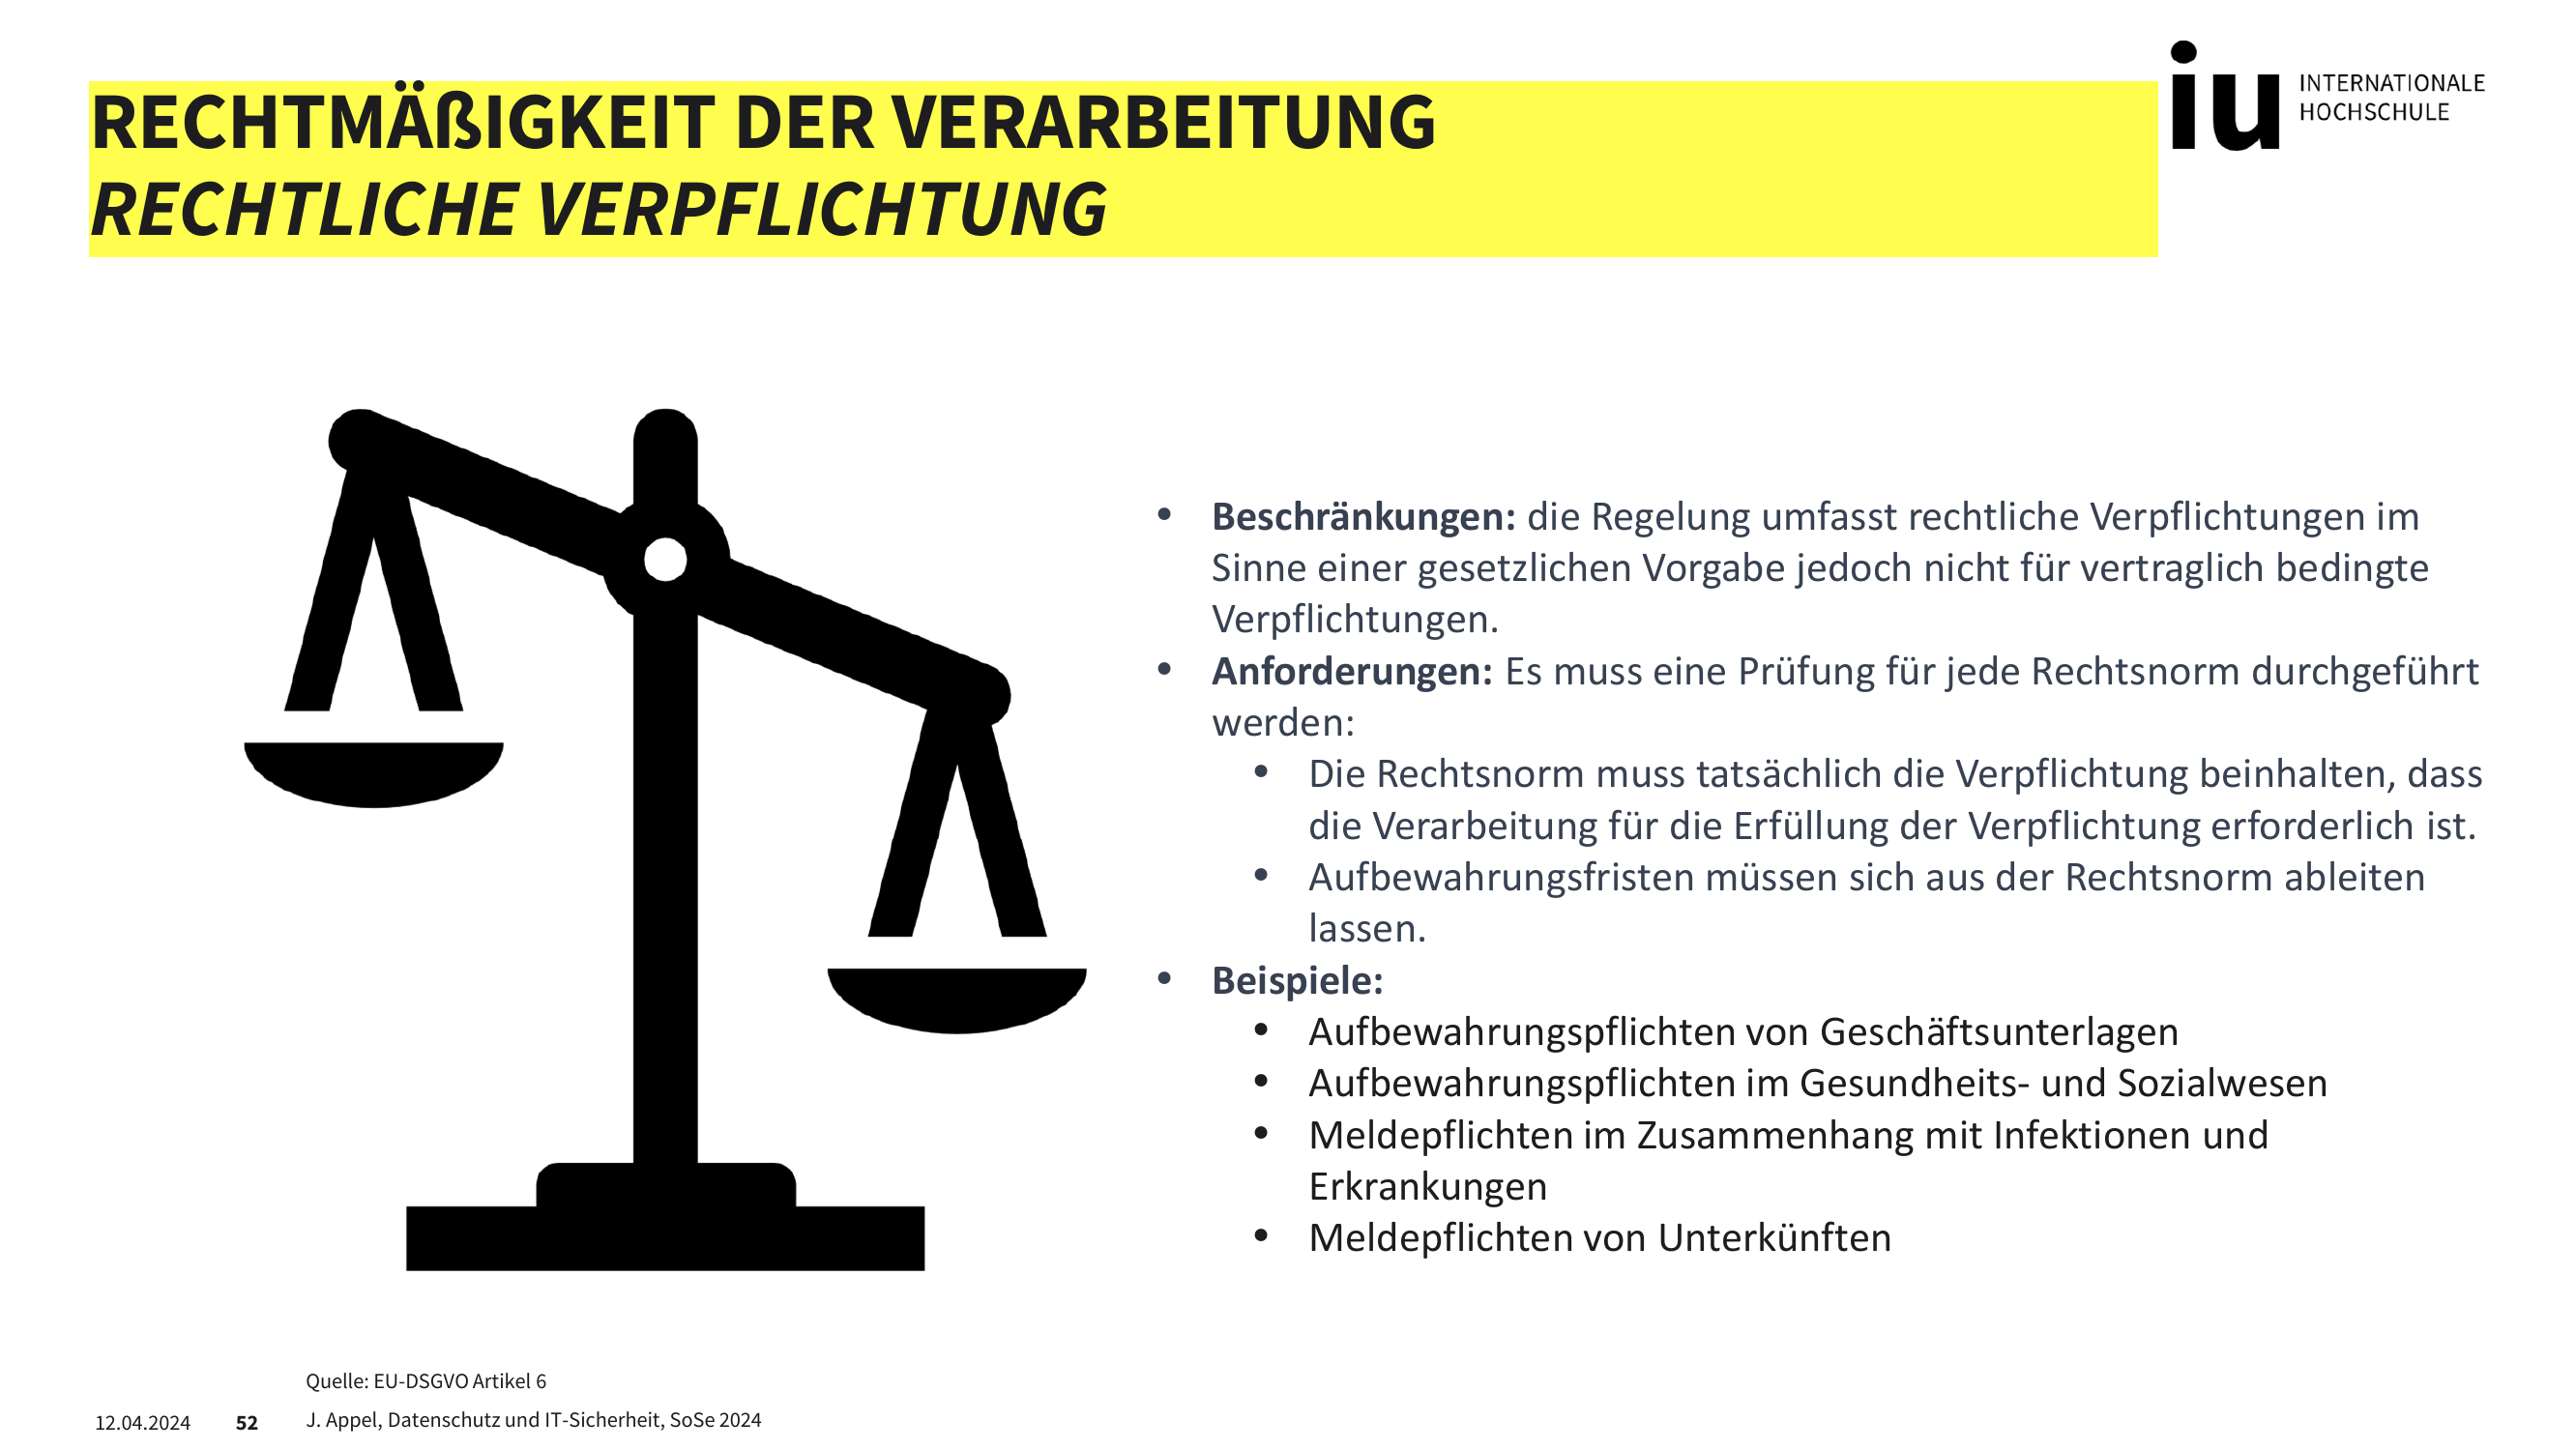 RECHTMÄßIGKEIT DER VERARBEITUNG
RECHTLICHE VERPFLICHTUNG
iu INTERNATIONALE
HOCHSCHULE
• Beschränkungen: die Regelung umfasst rechtliche Verpflichtungen im
Sinne einer gesetzlichen Vorgabe jedoch nicht für vertraglich bedingte
Verpflichtungen.
• Anforderungen: Es muss eine Prüfung für jede Rechtsnorm durchgeführt
werden:
• Die Rechtsnorm muss tatsächlich die Verpflichtung beinhalten, dass
die Verarbeitung für die Erfüllung der Verpflichtung erforderlich ist.
• Aufbewahrungsfristen müssen sich aus der Rechtsnorm ableiten
lassen.
• Beispiele:
• Aufbewahrungspflichten von Geschäftsunterlagen
• Aufbewahrungspflichten im Gesundheits- und Sozialwesen
• Meldepflichten im Zusammenhang mit Infektionen und
Erkrankungen
• Meldepflichten von Unterkünften
Quelle: EU-DSGVO Artikel 6
12.04.2024 52 J. Appel, Datenschutz und IT-Sicherheit, SoSe 2024